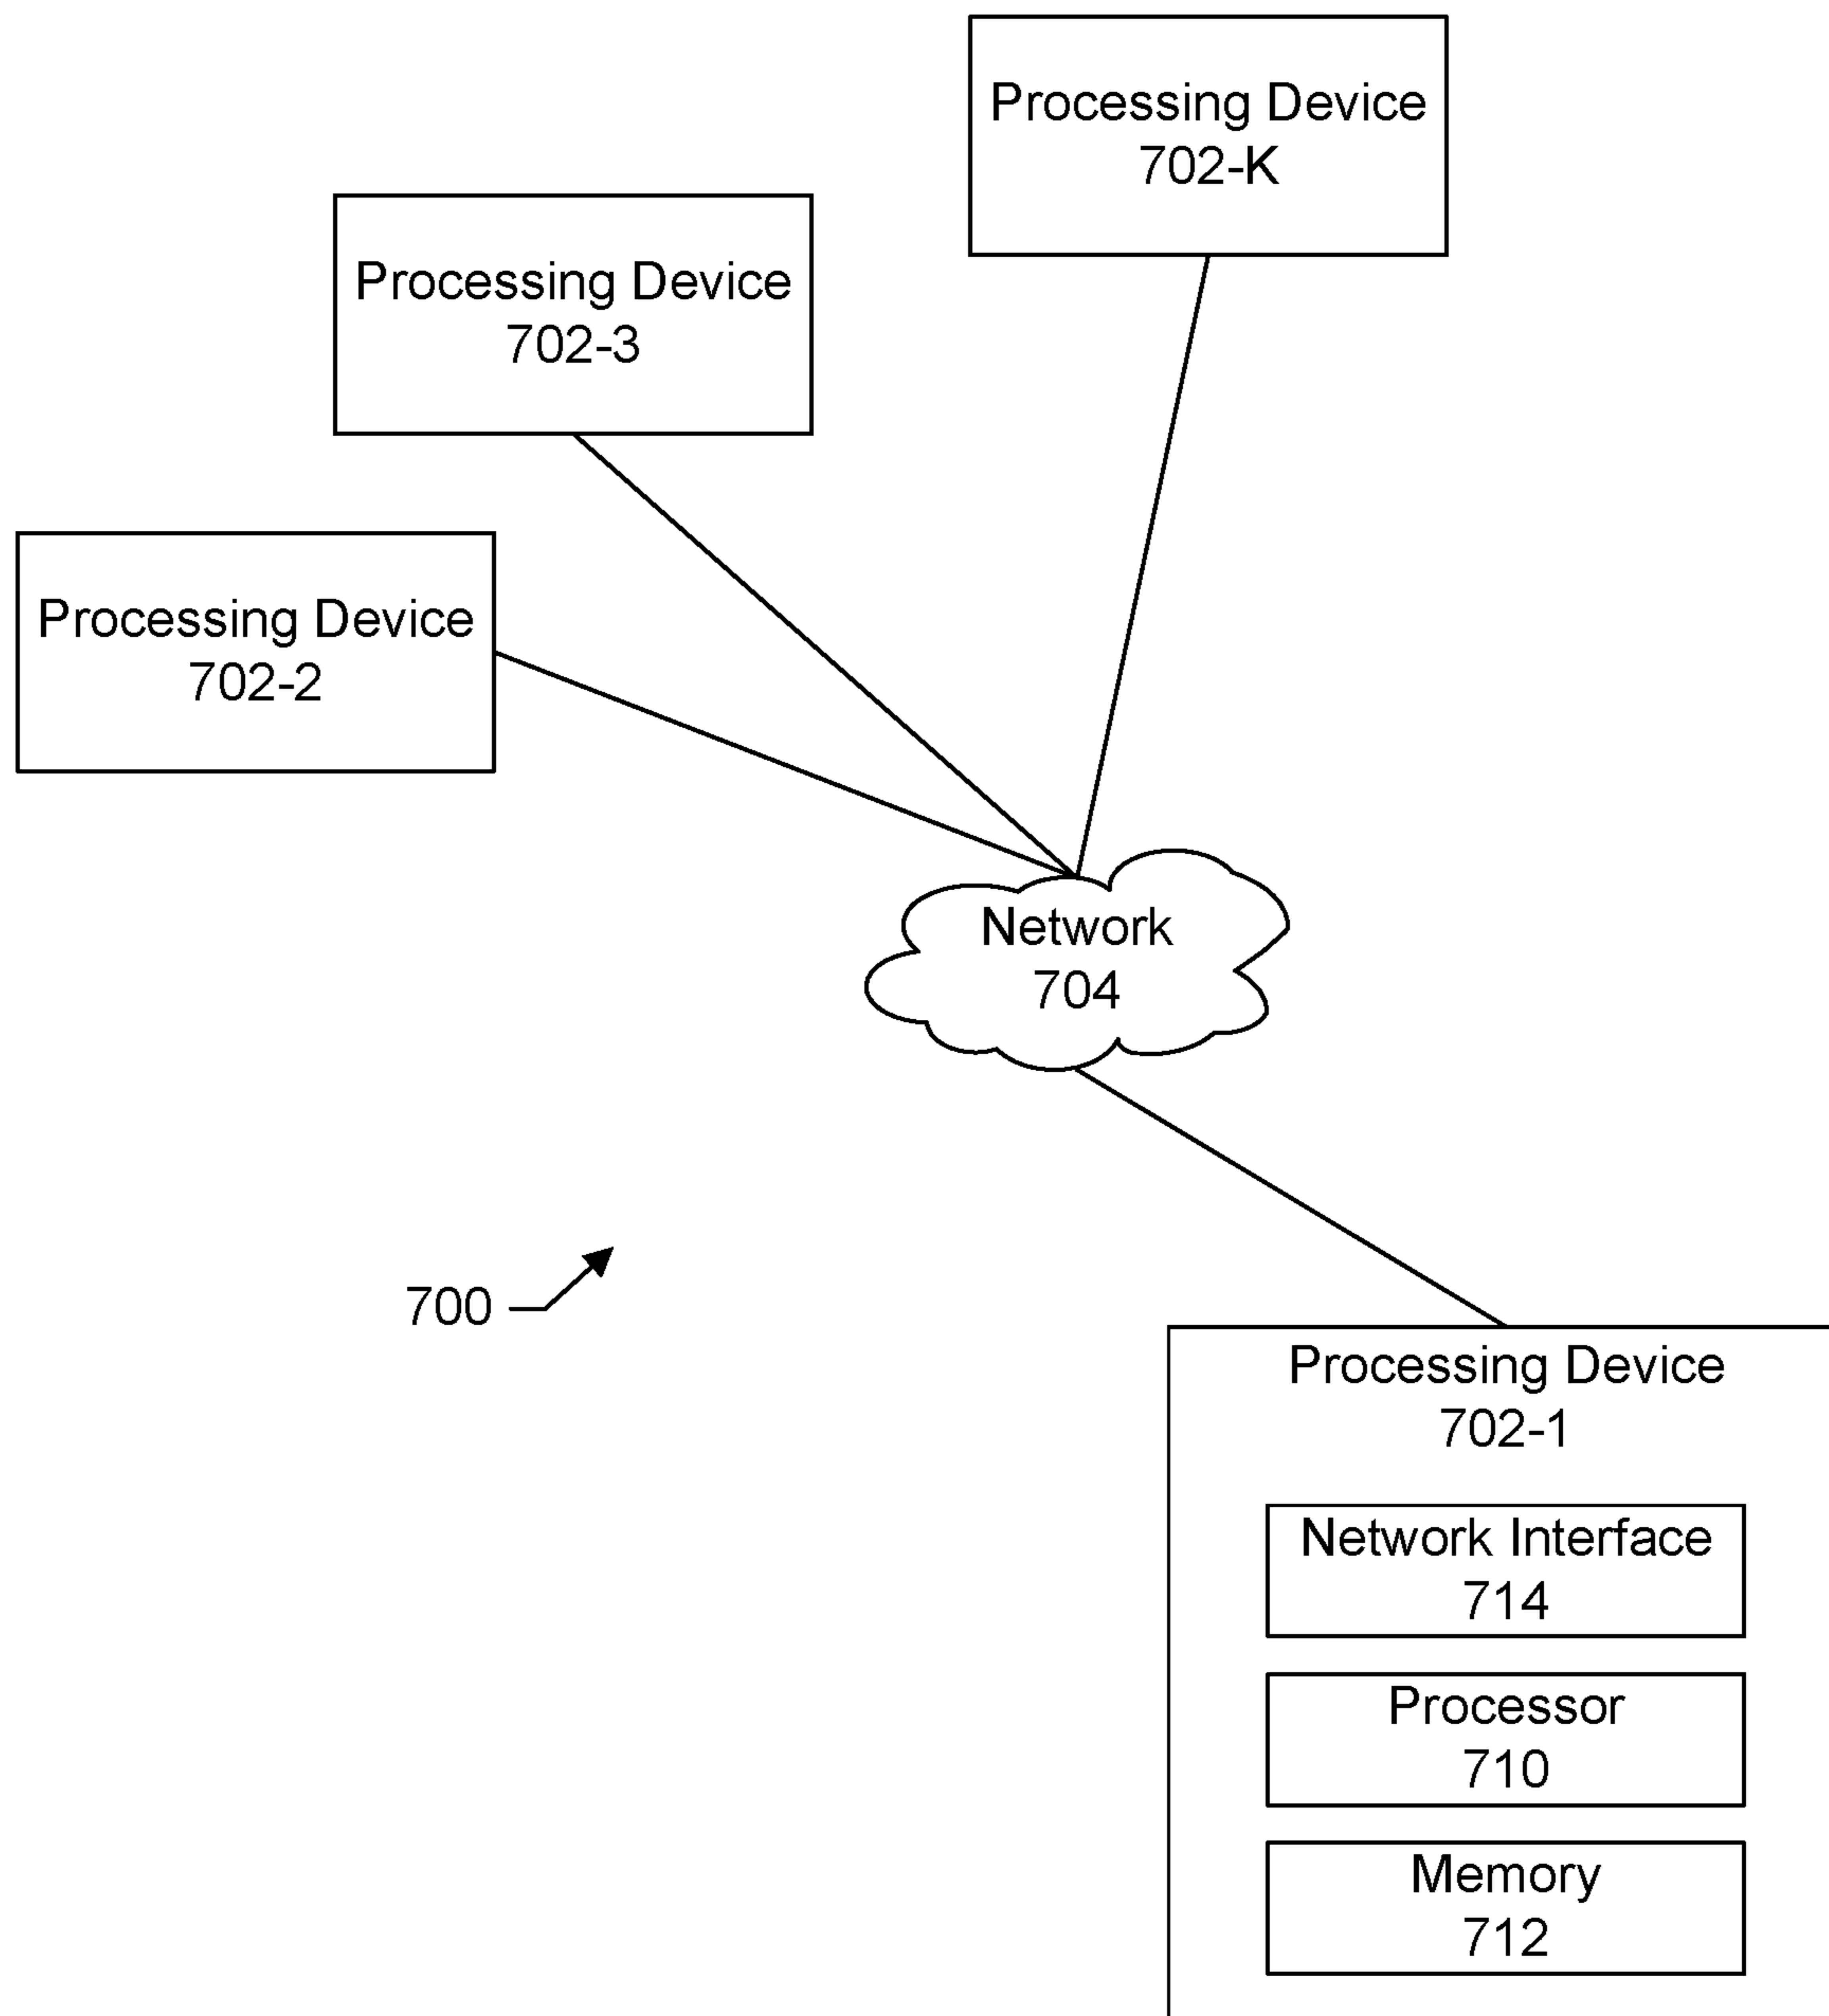 Processing Device
702-K
Processing Device
702-3
Processing Device
702-2
Network
704
700
Processing Device
702-1
Network Interface
714
Processor
710
Memory
712